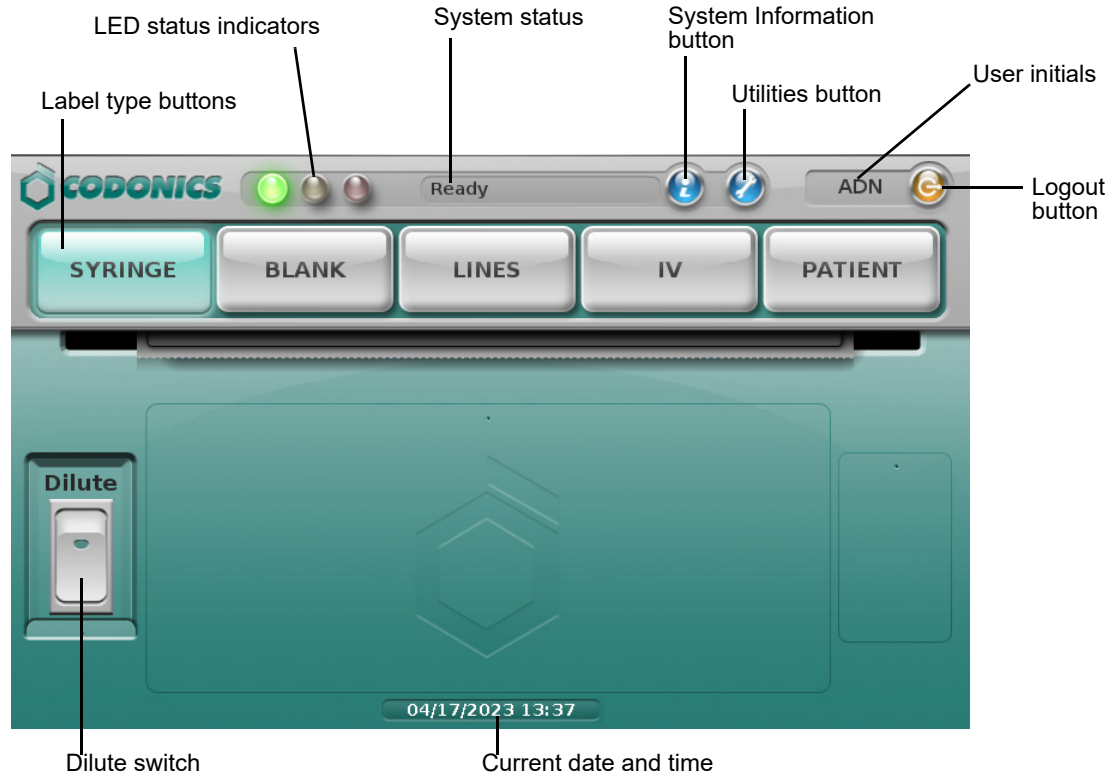 System status
System Information
button
LED status indicators
User initials
Utilities button
Label type buttons
CODONICS
Ready
ADN
Logout
button
SYRINGE
BLANK
LINES
IV
PATIENT
Dilute
04/17/2023 13:37
Dilute switch
Current date and time